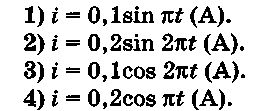 1) i = 0,1sin πt (A).
2) i = 0,2sin 2πt (A).
3) i = 0,1cos 2πt (A).
4) i = 0,2cos πt (A).